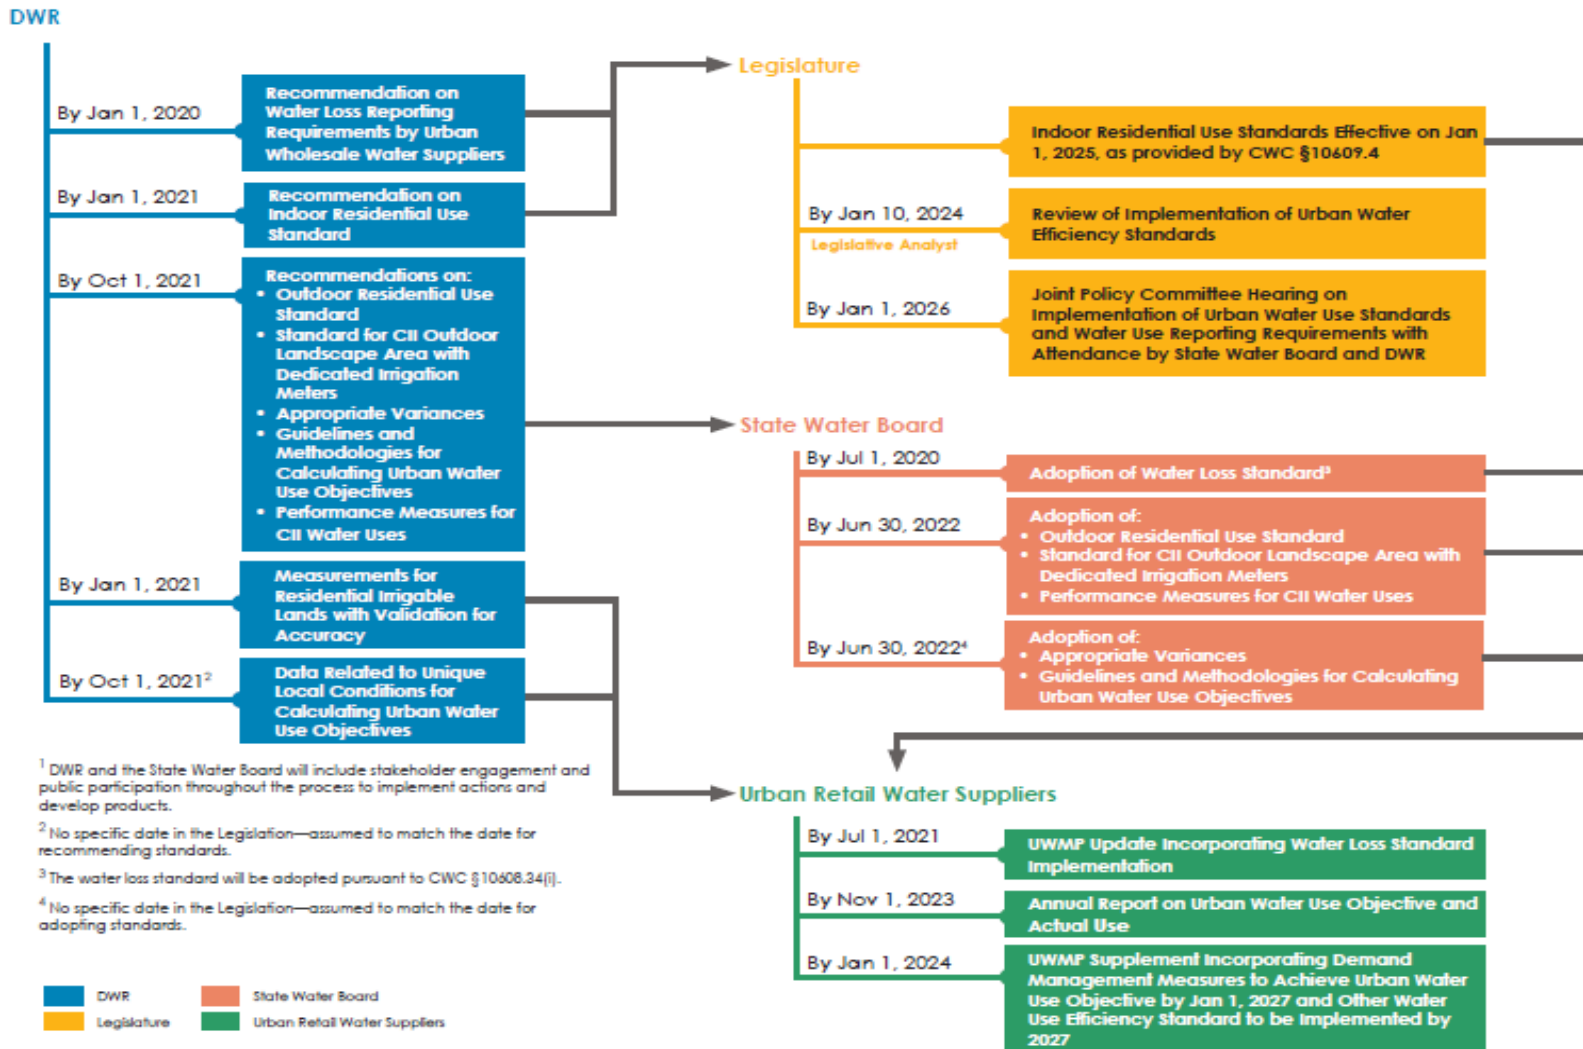 DWR
By Jan 1, 2020
Recommendation on
Water Loss Reporting
Requirements by Urban
Wholesale Water Suppliers
By Jan 1, 2021
Recommendation on
Indoor Residential Use
Standard
By Oct 1, 2021
Recommendations on:
• Outdoor Residential Use
Standard
• Standard for CII Outdoor
Landscape Area with
Dedicated Irrigation
Meters
• Appropriate Variances
• Guidelines and
Methodologies for
Calculating Urban Water
Use Objectives
• Performance Measures for
CII Water Uses
By Jan 1, 2021
Measurements for
Residential Irrigable
Lands with Validation for
Accuracy
By Oct 1, 2021²
Data Related to Unique
Local Conditions for
Calculating Urban Water
Use Objectives
Legislature
Indoor Residential Use Standards Effective on Jan
1, 2025, as provided by CWC §10609.4
By Jan 10, 2024
Legislative Analyst
Review of Implementation of Urban Water
Efficiency Standards
By Jan 1, 2026
Joint Policy Committee Hearing on
Implementation of Urban Water Use Standards
and Water Use Reporting Requirements with
Attendance by State Water Board and DWR
State Water Board
By Jul 1, 2020
Adoption of Water Loss Standard³
By Jun 30, 2022
Adoption of:
• Outdoor Residential Use Standard
• Standard for CII Outdoor Landscape Area with
Dedicated Irrigation Meters
• Performance Measures for CII Water Uses
By Jun 30, 2022⁴
Adoption of:
• Appropriate Variances
• Guidelines and Methodologies for Calculating
Urban Water Use Objectives
Urban Retail Water Suppliers
By Jul 1, 2021
UWMP Update Incorporating Water Loss Standard
Implementation
By Nov 1, 2023
Annual Report on Urban Water Use Objective and
Actual Use
By Jan 1, 2024
UWMP Supplement Incorporating Demand
Management Measures to Achieve Urban Water
Use Objective by Jan 1, 2027 and Other Water
Use Efficiency Standard to be Implemented by
2027
¹ DWR and the State Water Board will include stakeholder engagement and
public participation throughout the process to implement actions and
develop products.
² No specific date in the Legislation—assumed to match the date for
recommending standards.
³ The water loss standard will be adopted pursuant to CWC §10608.34(i).
⁴ No specific date in the Legislation—assumed to match the date for
adopting standards.
DWR
State Water Board
Legislature
Urban Retail Water Suppliers